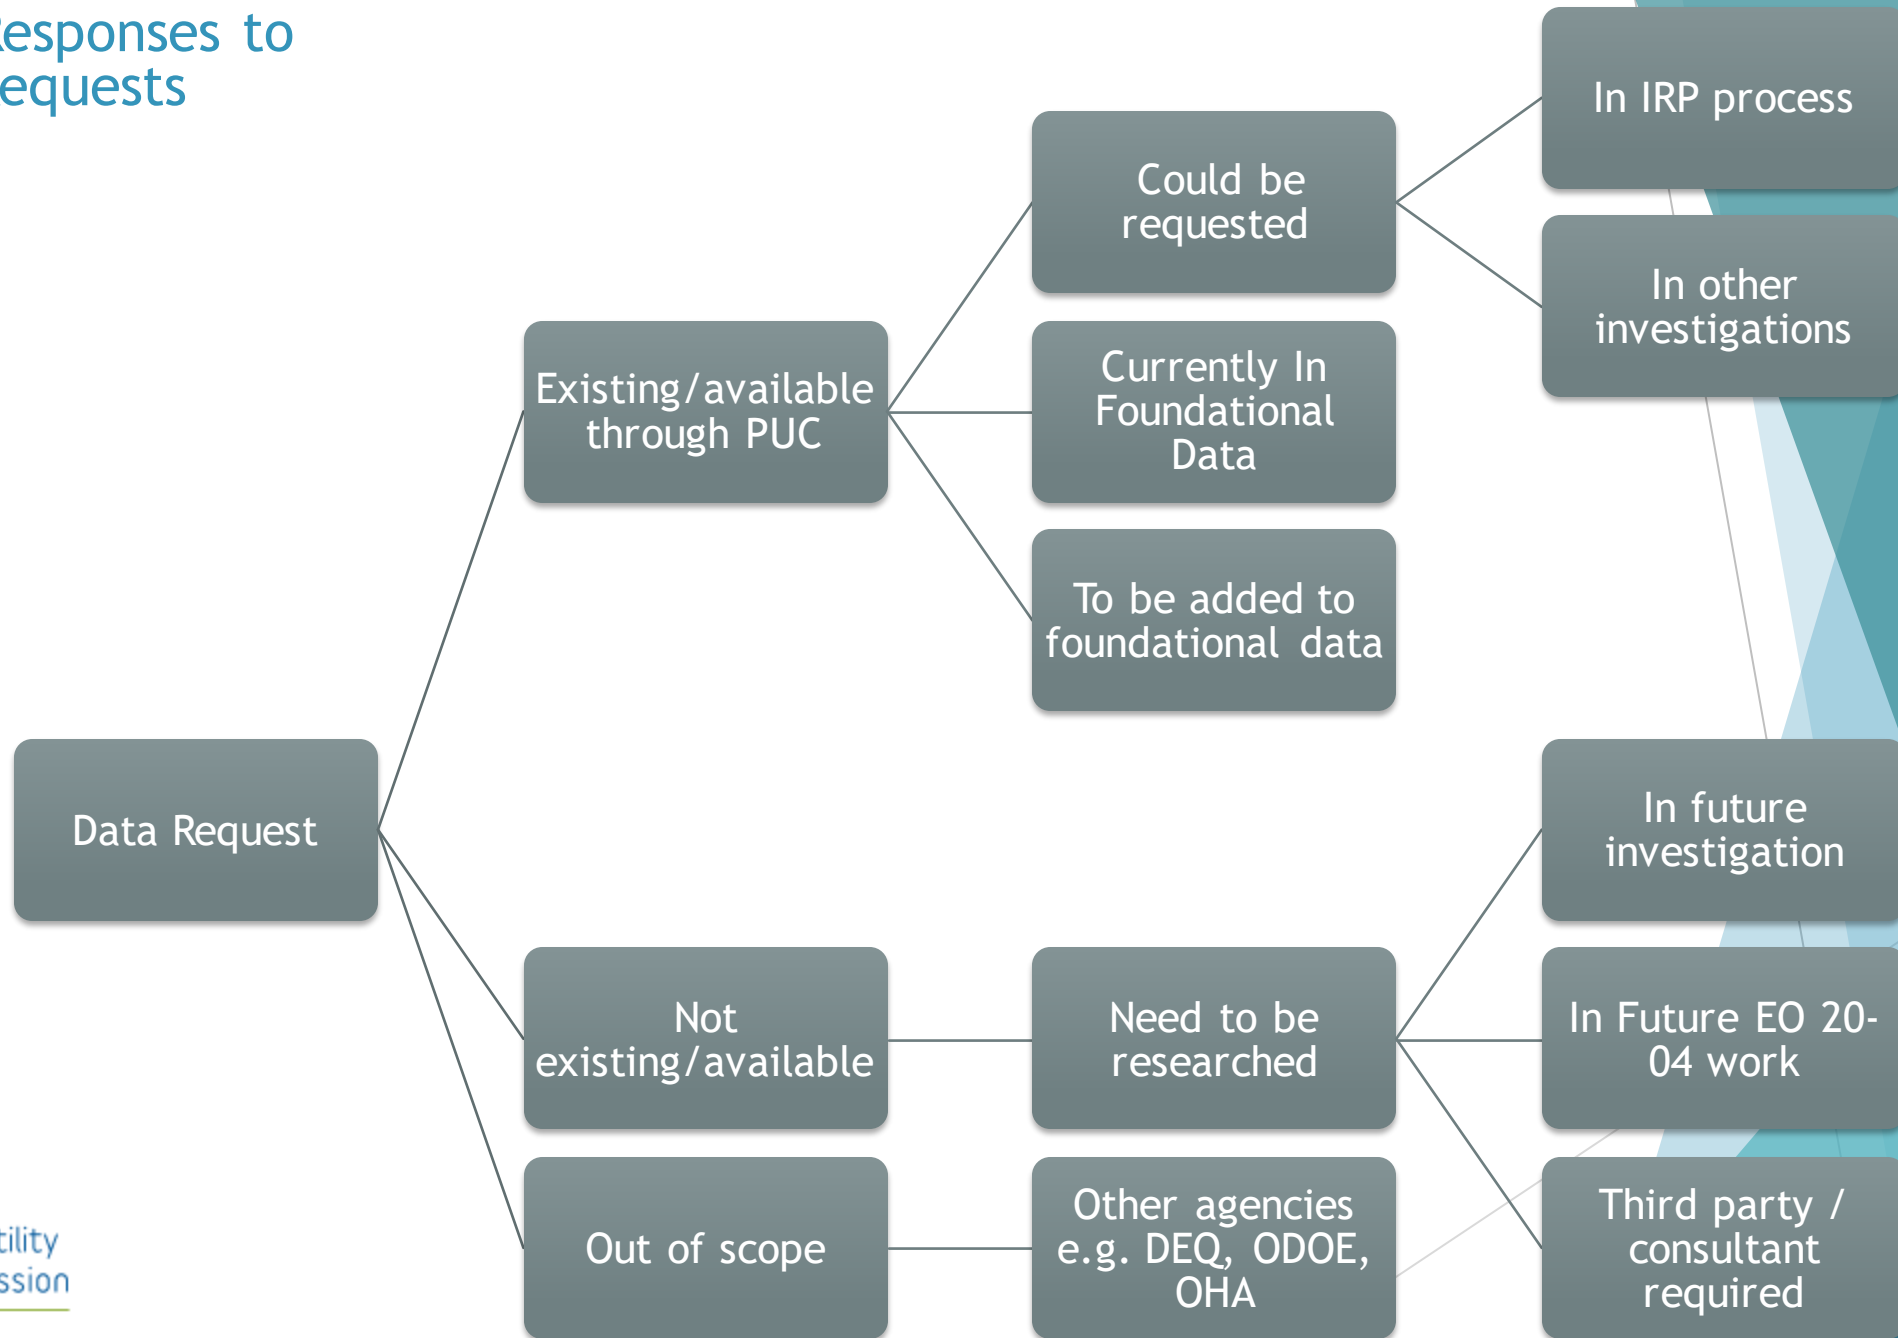 Responses to
equests
In IRP process
Could be
requested
In other
investigations
Existing/available
through PUC
Currently In
Foundational
Data
To be added to
foundational data
Data Request
In future
investigation
Not
existing/available
Need to be
researched
In Future EO 20-
04 work
Out of scope
Other agencies
e.g. DEQ, ODOE,
OHA
Third party /
consultant
required
tility
ssion